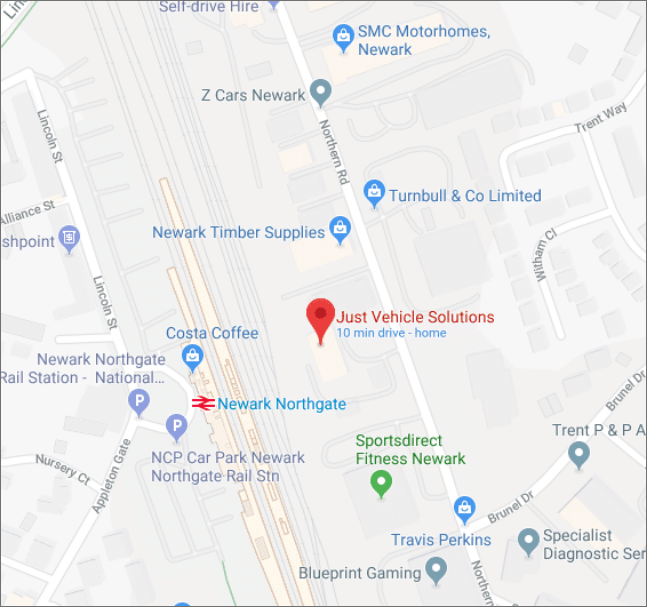 Lin
Self-drive Hire
SMC Motorhomes,
Newark
Z Cars Newark
Lincoln St
Northern Rd
Trent Way
Turnbull & Co Limited
Alliance St
Newark Timber Supplies
shpoint
Witham Cl
Lincoln St
Just Vehicle Solutions
10 min drive - home
Costa Coffee
Newark Northgate
Rail Station - National...
Newark Northgate
P
P
Brunel Dr
NCP Car Park Newark
Northgate Rail Stn
Sportsdirect
Fitness Newark
Trent P & P A
Nursery Ct
Appleton Gate
Brunel Dr
Travis Perkins
Specialist
Diagnostic Ser
Blueprint Gaming
Northern